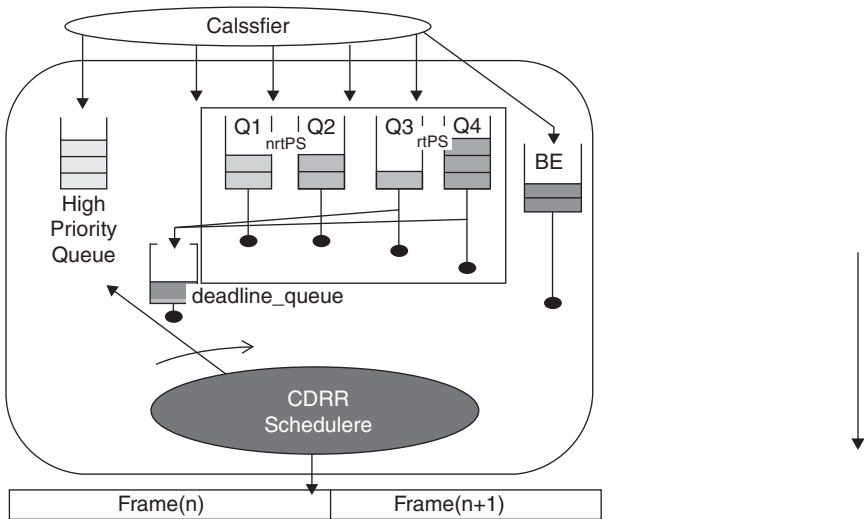 Calssfier
Q1
Q2
Q3
Q4
nrtPS
rtPS
BE
High
Priority
Queue
deadline_queue
CDRR
Schedulere
Frame(n)
Frame(n+1)